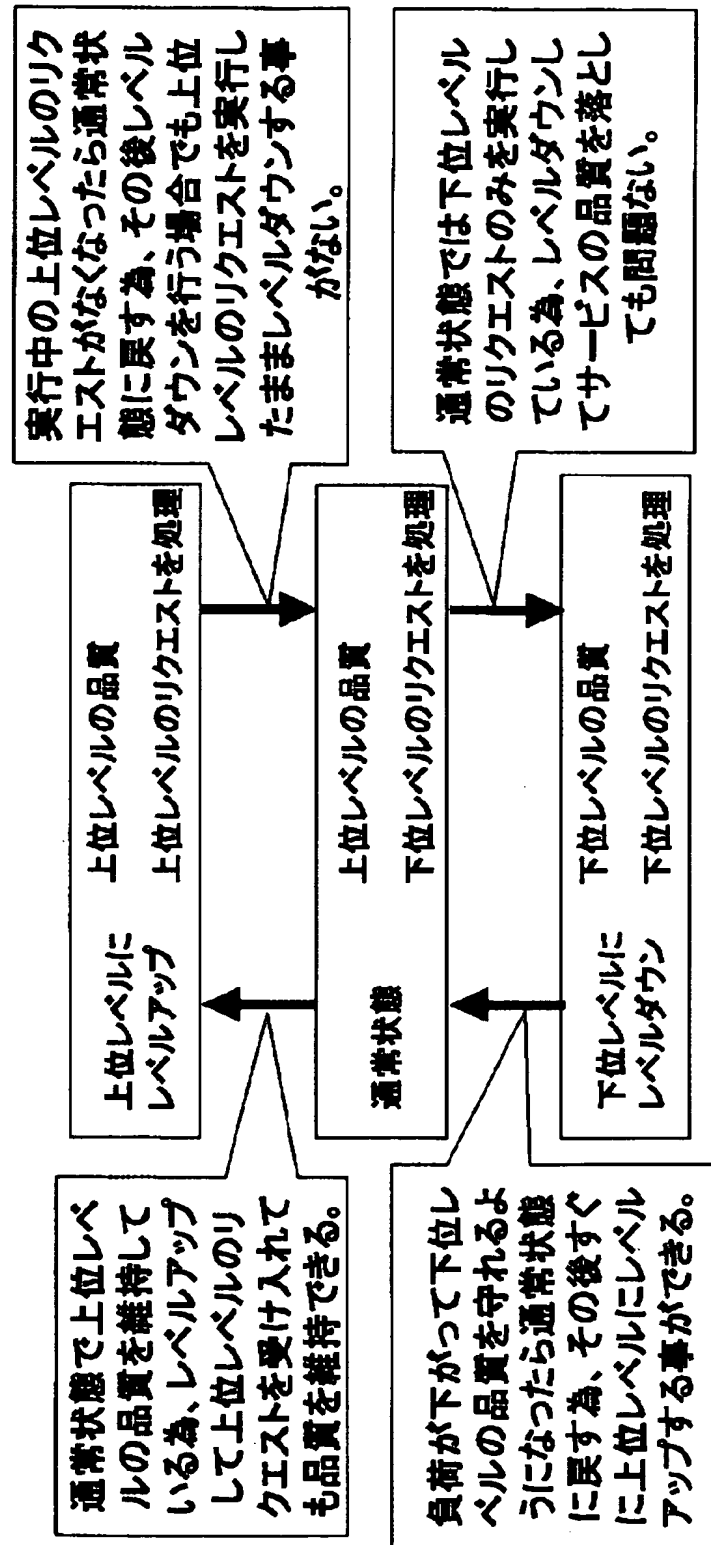 通常状態で上位レベ
ルの品質を維持して
いる為、レベルアップ
して上位レベルのリ
クエストを受け入れて
も品質を維持できる。
上位レベルに
レベルアップ
上位レベルの品質
上位レベルのリクエストを処理
実行中の上位レベルのリク
エストがなくなったら通常状
態に戻す為、その後レベル
ダウンを行う場合でも上位
レベルのリクエストを実行し
たままレベルダウンする事
がない。
通常状態
上位レベルの品質
下位レベルのリクエストを処理
負荷が下がって下位レ
ベルの品質を守れるよ
うになったら通常状態
に戻す為、その後すぐ
に上位レベルにレベル
アップする事ができる。
下位レベルに
レベルダウン
下位レベルの品質
下位レベルのリクエストを処理
通常状態では下位レベル
のリクエストのみを実行し
ている為、レベルダウンし
てサービスの品質を落とし
ても問題ない。